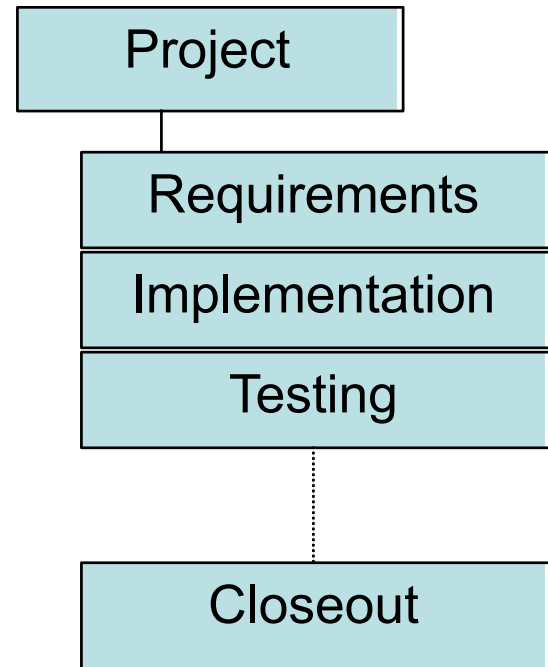 Project
Requirements
Implementation
Testing
Closeout